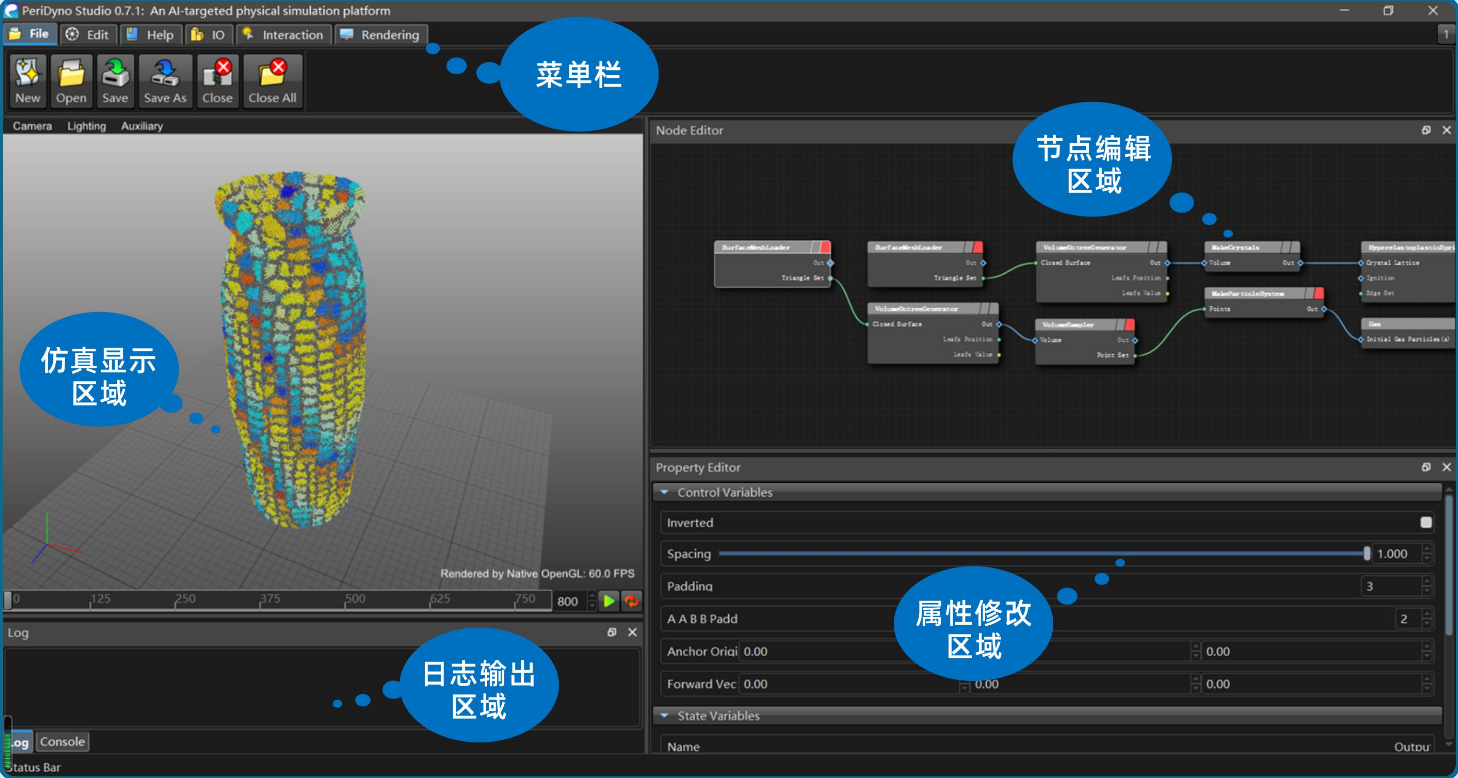 PeriDyno Studio 0.7.1: An AI-targeted physical simulation platform
File Edit Help IO Interaction Rendering
1
New Open Save Save As Close Close All
菜单栏
Camera Lighting Auxiliary
Node Editor
节点编辑
区域
SurfaceMeshLoader
Out
Triangle Set
SurfaceMeshLoader
Out
Triangle Set
VolumeOctreeGenerator
Closed Surface Out
Leafs Position
Leafs Value
MakeCrystals
Volume Out
Crystal Lattice
Ignition
Edge Set
VolumeOctreeGenerator
Closed Surface Out
Leafs Position
Leafs Value
VolumeSampler
Volume Out
Point Set
MakeParticleSystem
Points Out
Gas
Initial Gas Particles(s)
仿真显示
区域
Rendered by Native OpenGL: 60.0 FPS
0 125 250 375 500 625 750 800
Log
日志输出
区域
Log Console
Status Bar
Property Editor
Control Variables
Inverted
Spacing 1.000
Padding 3
A A B B Padd 2
Anchor Origi 0.00 0.00
Forward Vec 0.00 0.00 0.00
属性修改
区域
State Variables
Name Outpu